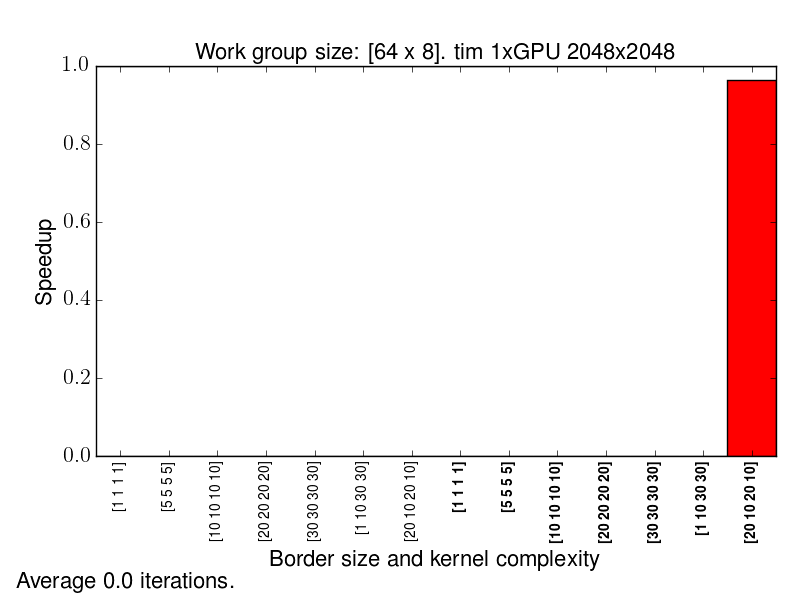 Work group size: [64 x 8]. tim 1xGPU 2048x2048
1.0
0.8
0.6
0.4
0.2
0.0
Speedup
[1 1 1 1]
[5 5 5 5]
[10 10 10 10]
[20 20 20 20]
[30 30 30 30]
[1 10 30 30]
[20 10 20 10]
[1 1 1 1]
[5 5 5 5]
[10 10 10 10]
[20 20 20 20]
[30 30 30 30]
[1 10 30 30]
[20 10 20 10]
Border size and kernel complexity
Average 0.0 iterations.